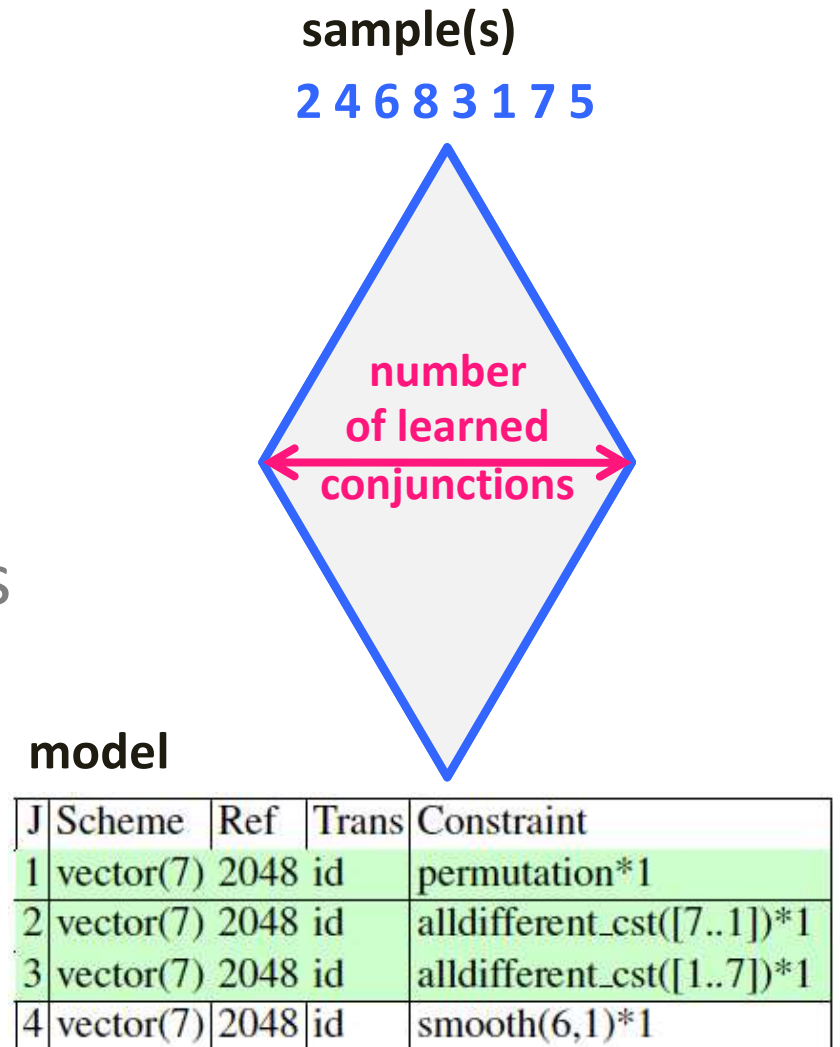 sample(s)
2 4 6 8 3 1 7 5
number
of learned
conjunctions
s
model
J Scheme Ref Trans Constraint
1 vector(7) 2048 id permutation*1
2 vector(7) 2048 id alldifferent_cst([7..1])*1
3 vector(7) 2048 id alldifferent_cst([1..7])*1
4 vector(7) 2048 id smooth(6,1)*1